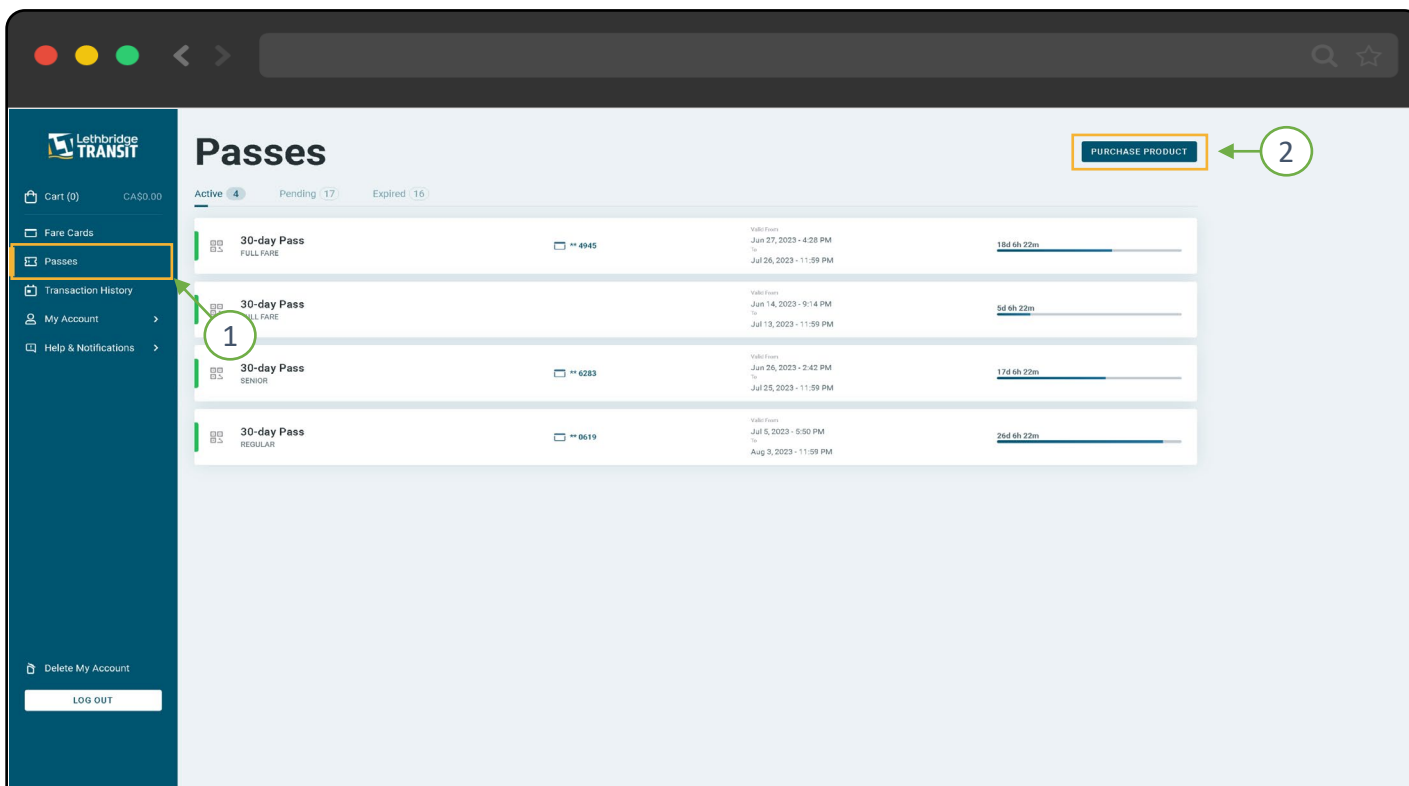 Lethbridge
TRANSIT
Cart (0) CA$0.00
Fare Cards
Passes
Transaction History
My Account
Help & Notifications
Delete My Account
LOG OUT
Passes
PURCHASE PRODUCT
2
1
Active 4 Pending 17 Expired 16
30-day Pass
FULL FARE
** 4945
Valid From
Jun 27, 2023 - 4:28 PM
To
Jul 26, 2023 - 11:59 PM
18d 6h 22m
30-day Pass
FARE
Valid From
Jun 14, 2023 - 9:14 PM
To
Jul 13, 2023 - 11:59 PM
5d 6h 22m
30-day Pass
SENIOR
** 6283
Valid From
Jun 26, 2023 - 2:42 PM
To
Jul 25, 2023 - 11:59 PM
17d 6h 22m
30-day Pass
REGULAR
** 0619
Valid From
Jul 5, 2023 - 5:50 PM
To
Aug 3, 2023 - 11:59 PM
26d 6h 22m